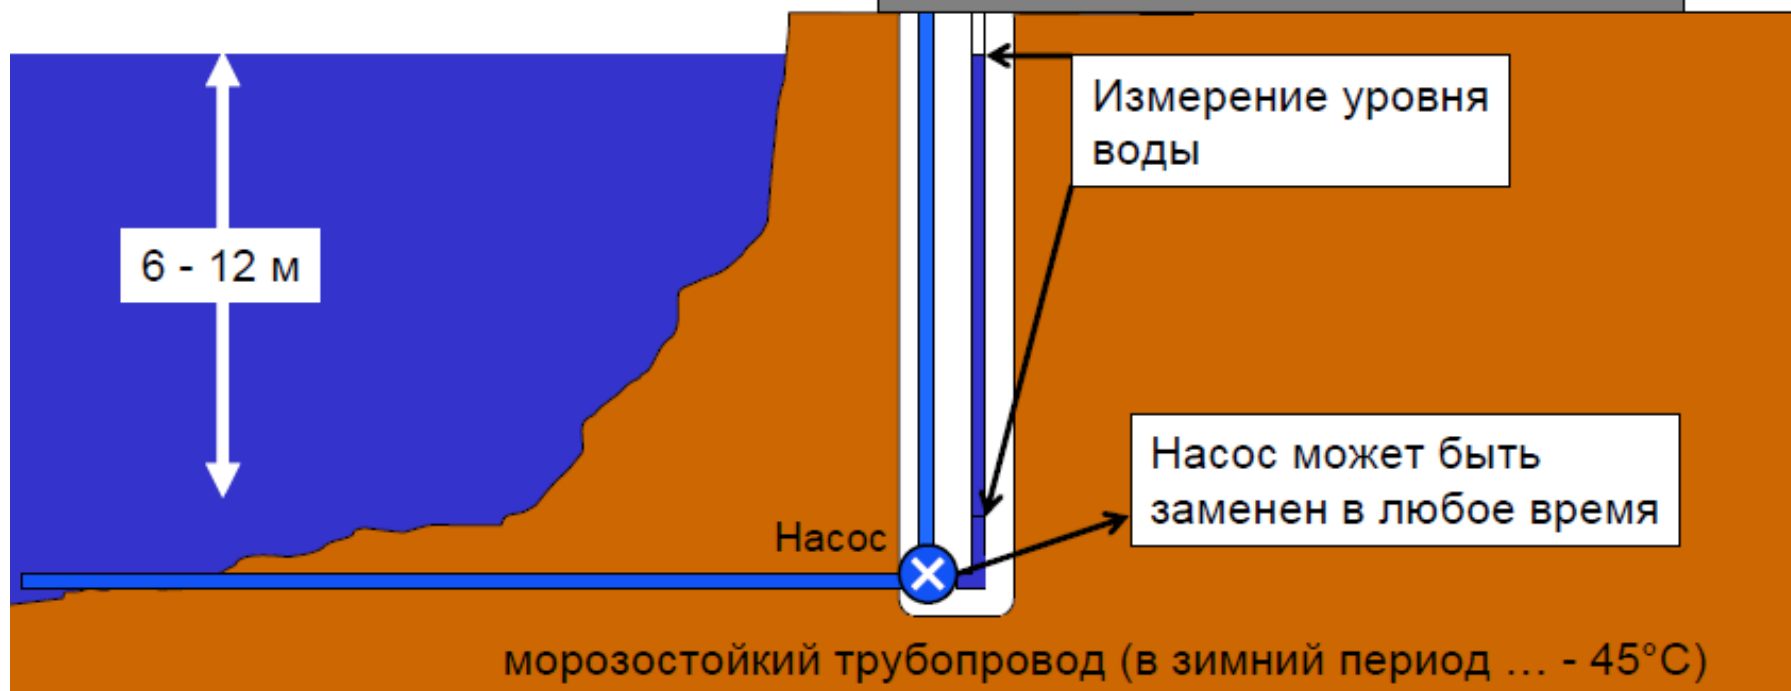 Измерение уровня
воды
6 - 12 м
Насос может быть
заменен в любое время
Насос
морозостойкий трубопровод (в зимний период ... - 45°C)